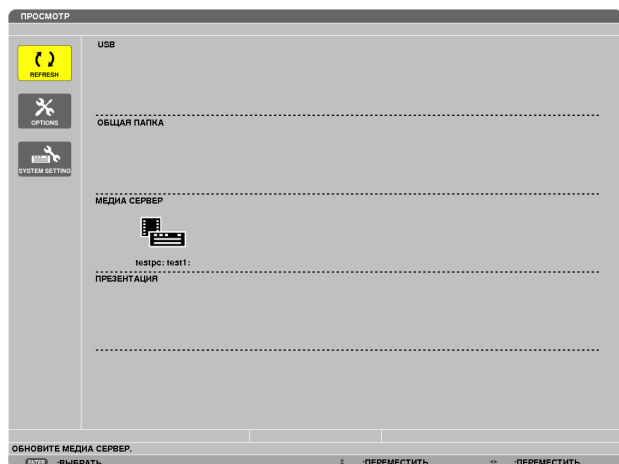 ПРОСМОТР
USB
REFRESH
OPTIONS
ОБЩАЯ ПАПКА
SYSTEM SETTING
МЕДИА СЕРВЕР
testpc: test1:
ПРЕЗЕНТАЦИЯ
ОБНОВИТЕ МЕДИА СЕРВЕР.
ENTER :ВЫБРАТЬ :ПЕРЕМЕСТИТЬ :ПЕРЕМЕСТИТЬ